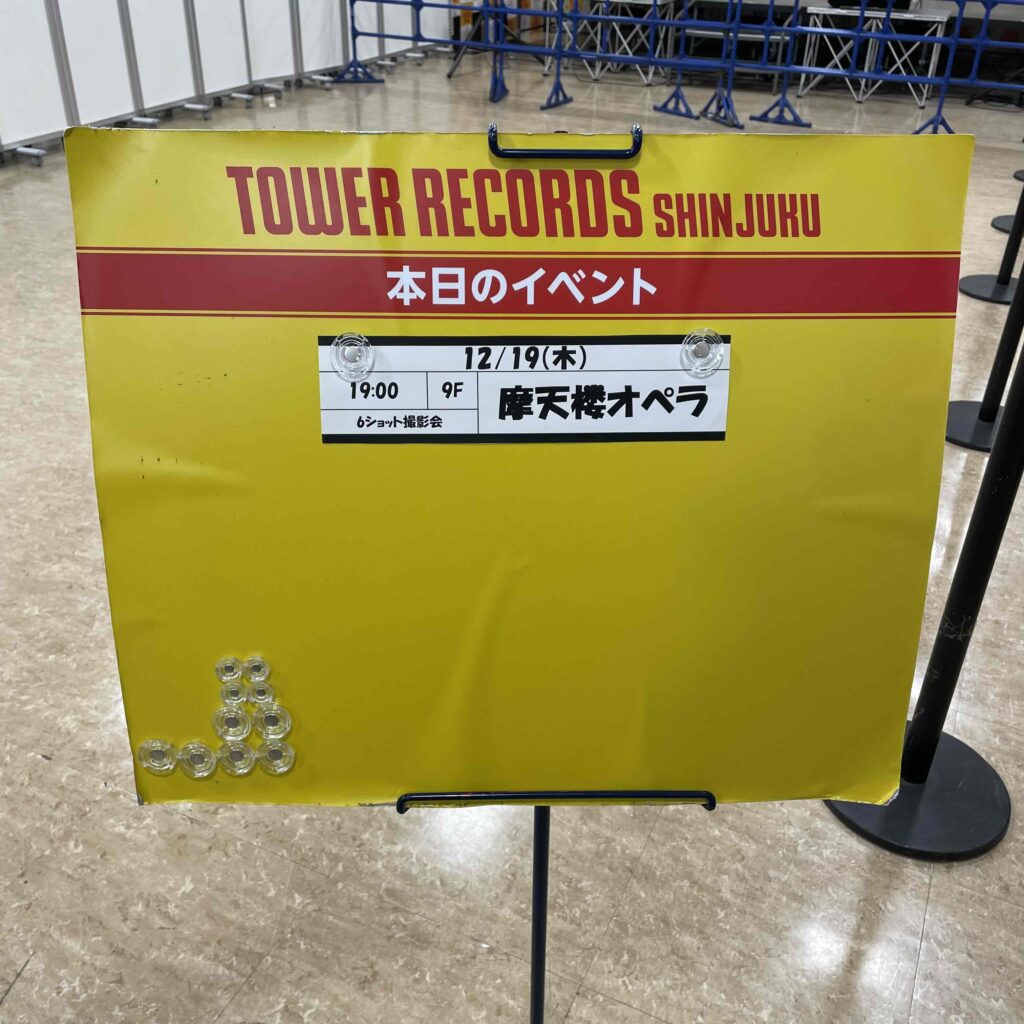 TOWER RECORDS SHINJUKU
本日のイベント
12/19(木)
19:00 9F 摩天楼オペラ
6ショット撮影会